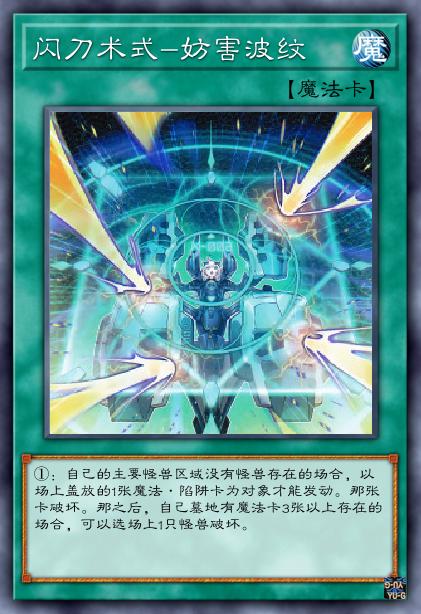 闪刀术式-妨害波纹
魔
【魔法卡】
①：自己的主要怪兽区域没有怪兽存在的场合，以
场上盖放的1张魔法·陷阱卡为对象才能发动。那张
卡破坏。那之后，自己墓地有魔法卡3张以上存在的
场合，可以选场上1只怪兽破坏。